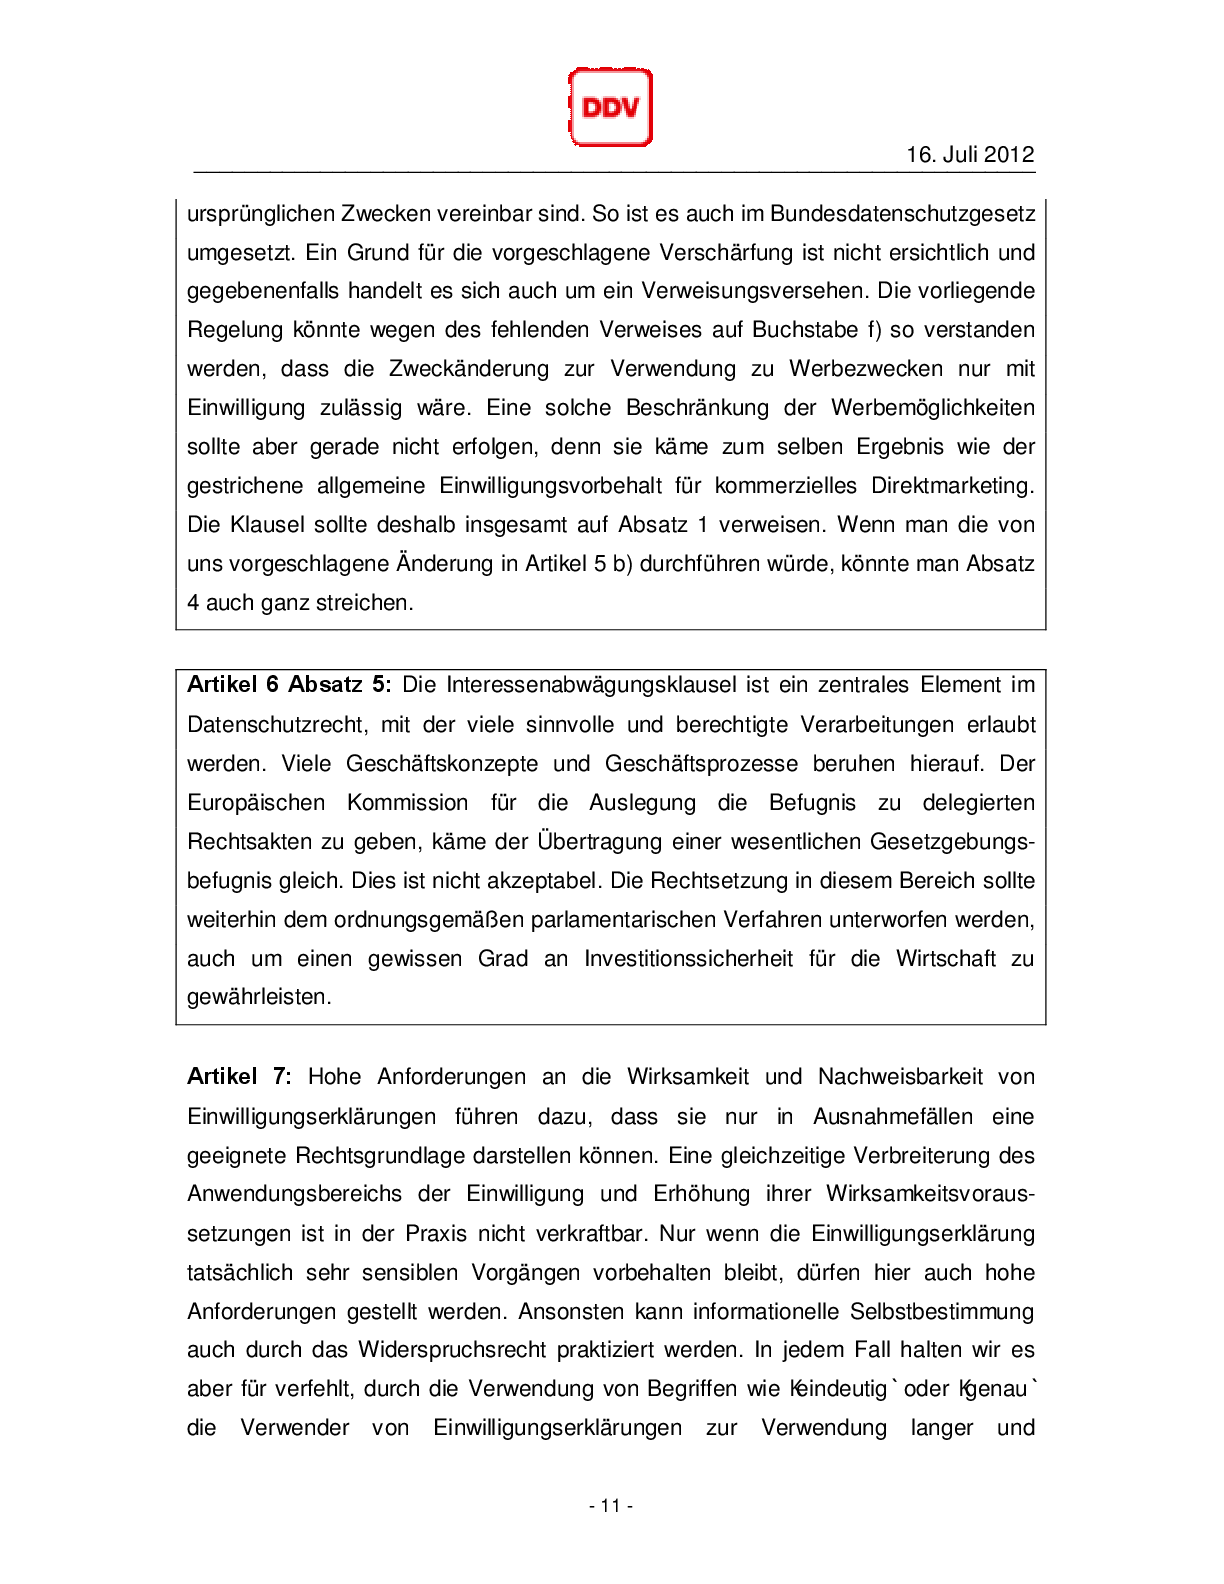 DDV
16. Juli 2012
ursprünglichen Zwecken vereinbar sind. So ist es auch im Bundesdatenschutzgesetz
umgesetzt. Ein Grund für die vorgeschlagene Verschärfung ist nicht ersichtlich und
gegebenenfalls handelt es sich auch um ein Verweisungsversehen. Die vorliegende
Regelung könnte wegen des fehlenden Verweises auf Buchstabe f) so verstanden
werden, dass die Zweckänderung zur Verwendung zu Werbezwecken nur mit
Einwilligung zulässig wäre. Eine solche Beschränkung der Werbemöglichkeiten
sollte aber gerade nicht erfolgen, denn sie käme zum selben Ergebnis wie der
gestrichene allgemeine Einwilligungsvorbehalt für kommerzielles Direktmarketing.
Die Klausel sollte deshalb insgesamt auf Absatz 1 verweisen. Wenn man die von
uns vorgeschlagene Änderung in Artikel 5 b) durchführen würde, könnte man Absatz
4 auch ganz streichen.
Artikel 6 Absatz 5: Die Interessenabwägungsklausel ist ein zentrales Element im
Datenschutzrecht, mit der viele sinnvolle und berechtigte Verarbeitungen erlaubt
werden. Viele Geschäftskonzepte und Geschäftsprozesse beruhen hierauf. Der
Europäischen Kommission für die Auslegung die Befugnis zu delegierten
Rechtsakten zu geben, käme der Übertragung einer wesentlichen Gesetzgebungs-
befugnis gleich. Dies ist nicht akzeptabel. Die Rechtsetzung in diesem Bereich sollte
weiterhin dem ordnungsgemäßen parlamentarischen Verfahren unterworfen werden,
auch um einen gewissen Grad an Investitionssicherheit für die Wirtschaft zu
gewährleisten.
Artikel 7: Hohe Anforderungen an die Wirksamkeit und Nachweisbarkeit von
Einwilligungserklärungen führen dazu, dass sie nur in Ausnahmefällen eine
geeignete Rechtsgrundlage darstellen können. Eine gleichzeitige Verbreiterung des
Anwendungsbereichs der Einwilligung und Erhöhung ihrer Wirksamkeitsvoraus-
setzungen ist in der Praxis nicht verkraftbar. Nur wenn die Einwilligungserklärung
tatsächlich sehr sensiblen Vorgängen vorbehalten bleibt, dürfen hier auch hohe
Anforderungen gestellt werden. Ansonsten kann informationelle Selbstbestimmung
auch durch das Widerspruchsrecht praktiziert werden. In jedem Fall halten wir es
aber für verfehlt, durch die Verwendung von Begriffen wie Keindeutig` oder Kgenau`
die Verwender von Einwilligungserklärungen zur Verwendung langer und
- 11 -